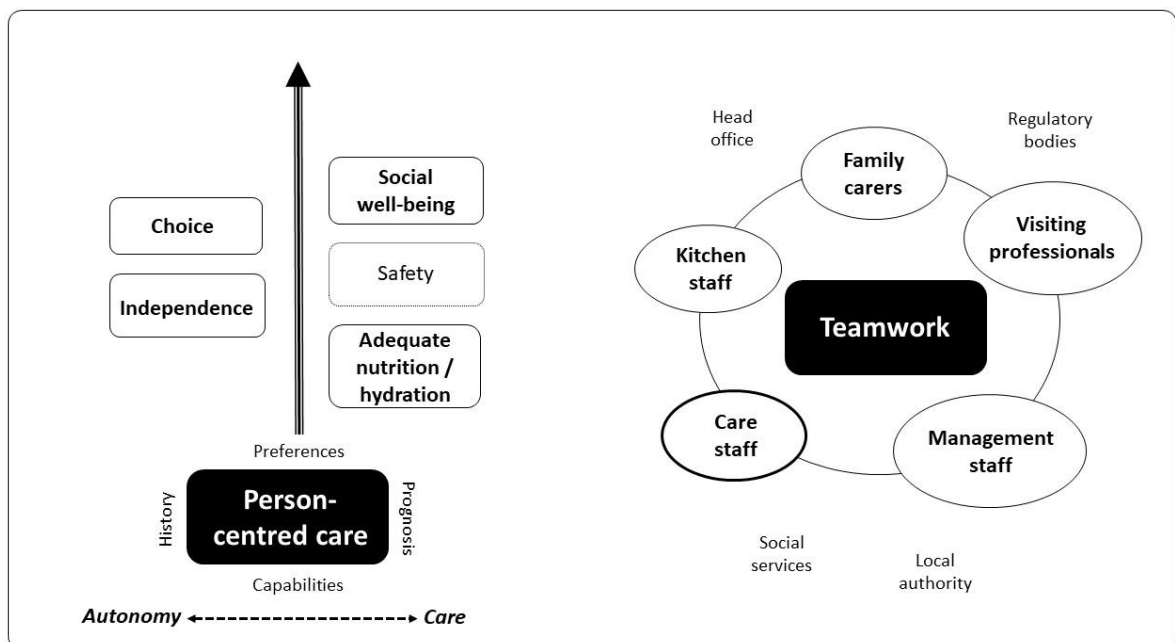 Choice
Independence
Social
well-being
Safety
Adequate
nutrition /
hydration
Preferences
History
Person-
centred care
Prognosis
Capabilities
Autonomy
Care
Head
office
Regulatory
bodies
Family
carers
Visiting
professionals
Kitchen
staff
Teamwork
Care
staff
Management
staff
Social
services
Local
authority